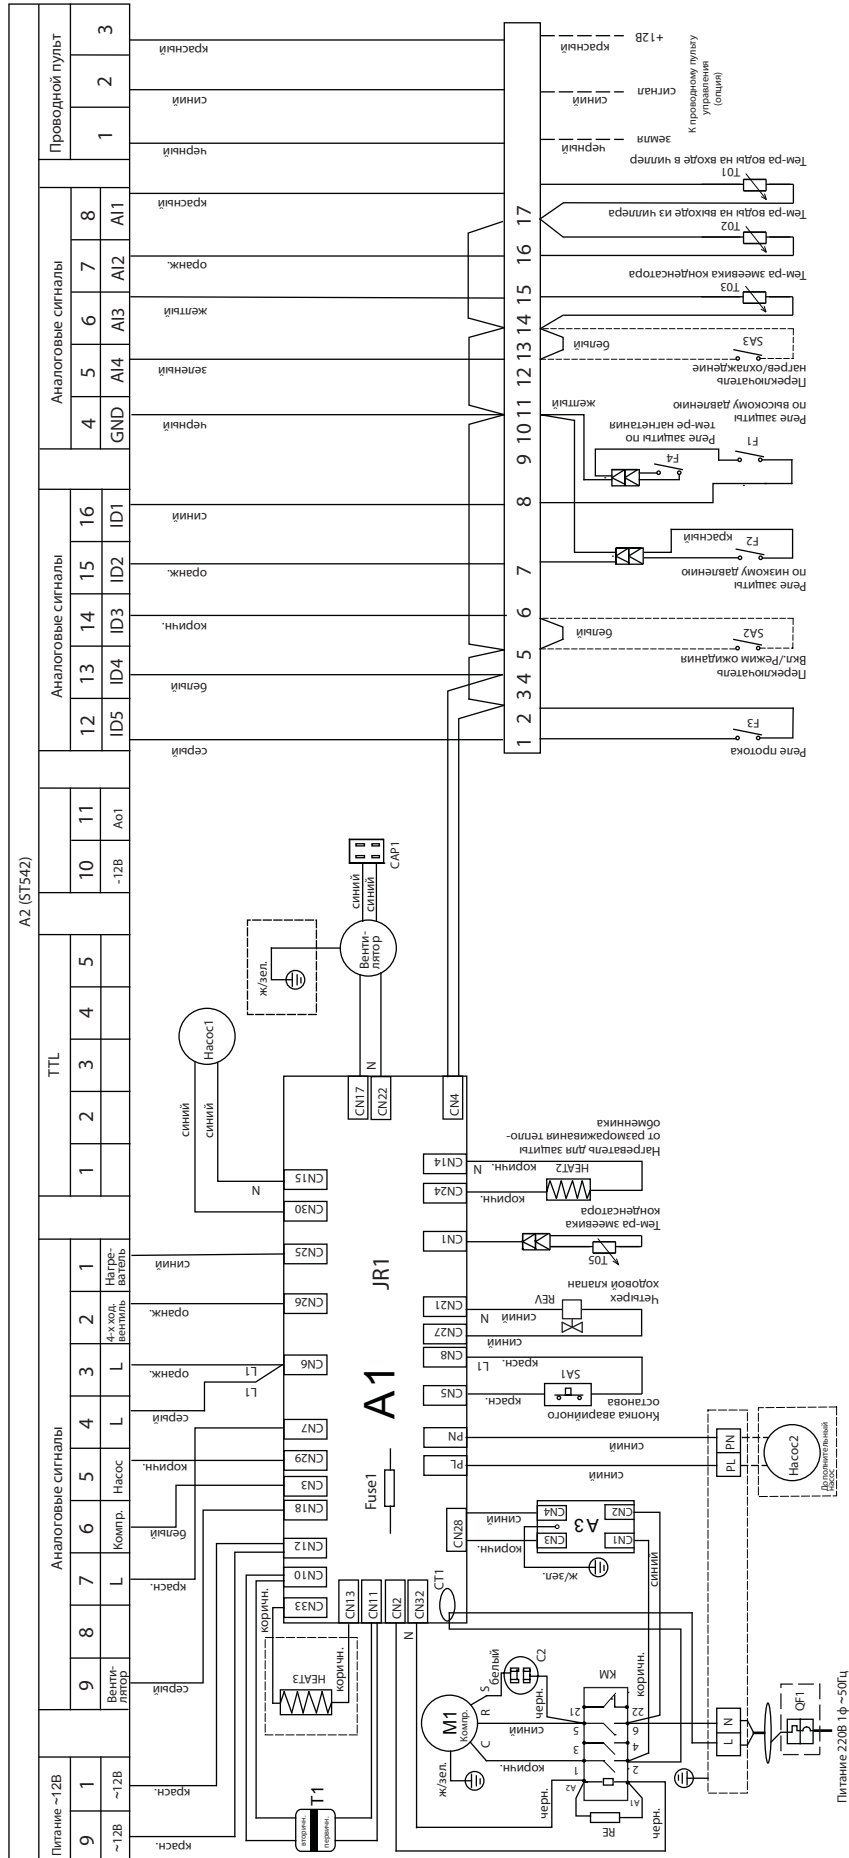 A2 (ST542)
Питание ~12В
9
1
~12В
~12В
Аналоговые сигналы
9
8
7
6
5
4
3
2
1
Венти-
лятор
L
Компр.
Насос
L
L
4-х ход.
вентиль
Нагре-
ватель
TTL
1
2
3
4
5
10
11
-12В
Ao1
Аналоговые сигналы
12
13
14
15
16
ID5
ID4
ID3
ID2
ID1
Аналоговые сигналы
4
5
6
7
8
GND
AI4
AI3
AI2
AI1
Проводной пульт
1
2
3
красн.
красн.
серый
красн.
белый
коричн.
серый
оранж.
оранж.
синий
серый
белый
коричн.
оранж.
синий
черный
зеленый
желтый
оранж.
красный
черный
синий
красный
L1
L1
N
синий
синий
Насос1
ж/зел.
Венти-
лятор
синий
синий
CAP1
N
CN17
CN22
CN4
CN15
CN30
CN25
CN26
CN6
CN7
CN29
CN3
CN18
CN12
CN10
CN33
CN13
CN11
CN2
CN32
N
CT1
JR1
A1
Fuse1
CN14
CN24
CN1
CN21
CN27
CN8
CN5
PN
PL
CN28
коричн.
HEAT3
коричн.
T1
вторичн.
первичн.
Нагреватель для защиты
от размораживания тепло-
обменника
N
коричн.
HEAT2
коричн.
Тем-ра змеевика
конденсатора
T05
Четырех
ходовой клапан
REV
N
синий
синий
L1
красн.
SA1
красн.
Кнопка аварийного
останова
синий
синий
PL
PN
Насос2
Дополнительный
насос
синий
коричн.
ж/зел.
CN4
CN2
CN3
CN1
A3
синий
коричн.
M1
Компр.
S
R
C
ж/зел.
белый
C2
черн.
синий
коричн.
черн.
KM
21
5
3
1
A2
22
6
4
2
A1
RE
черн.
L
N
QF1
Питание 220В 1ф ~50Гц
1
2
3
4
5
6
7
8
9
10
11
12
13
14
15
16
17
+12В
красный
сигнал
синий
земля
черный
К проводному пульту
управления
(опция)
Тем-ра воды на входе в чиллер
T01
Тем-ра воды на выходе из чиллера
T02
Тем-ра змеевика конденсатора
T03
белый
SA3
Переключатель
нагрев/охлаждение
желтый
Реле защиты
по высокому давлению
F1
Реле защиты по
тем-ре нагнетания
F4
красный
F2
Реле защиты
по низкому давлению
белый
SA2
Переключатель
Вкл./Режим ожидания
F3
Реле протока